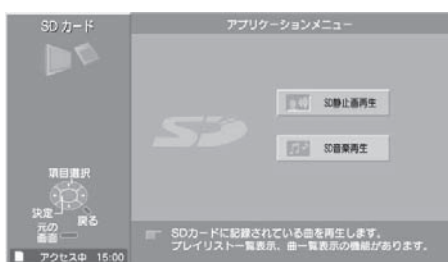 SDカード
アプリケーションメニュー
SD静止画再生
SD音楽再生
項目選択
決定
戻る
元の
画面
SDカードに記録されている曲を再生します。
プレイリスト一覧表示、曲一覧表示の機能があります。
アクセス中 15:00